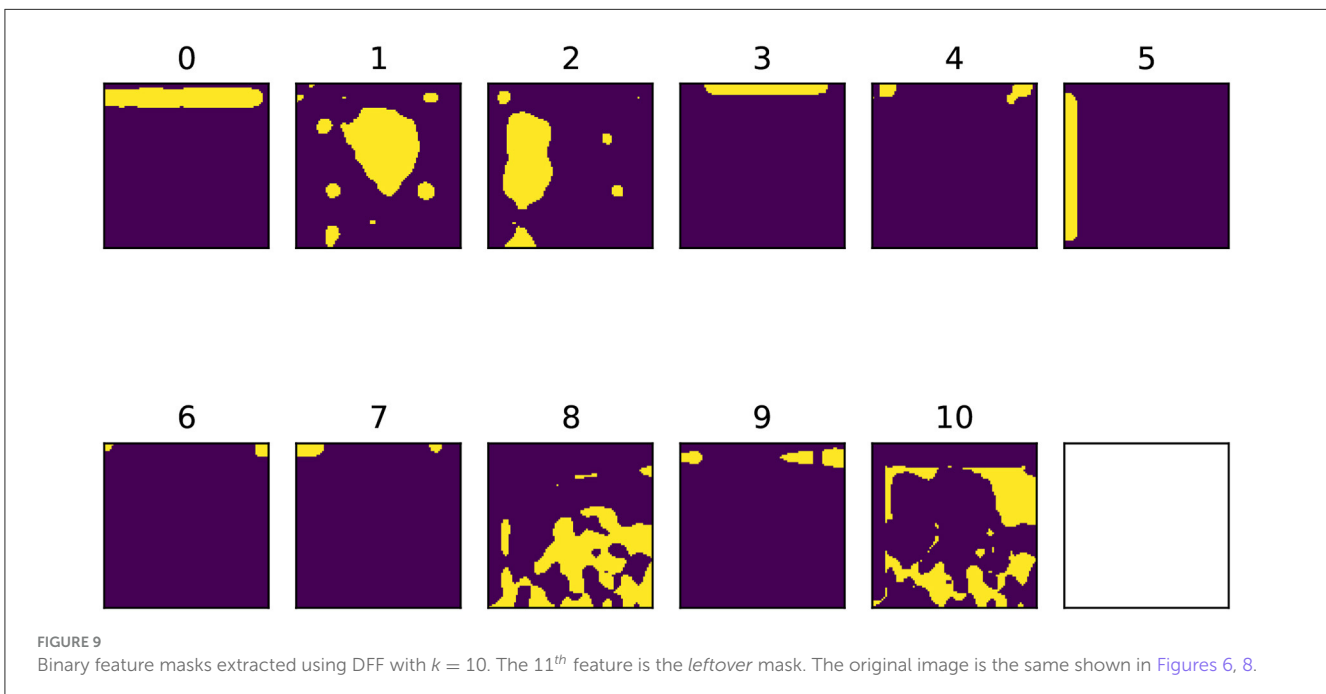 0 1 2 3 4 5
6 7 8 9 10
FIGURE 9
Binary feature masks extracted using DFF with k = 10. The 11th feature is the leftover mask. The original image is the same shown in Figures 6, 8.